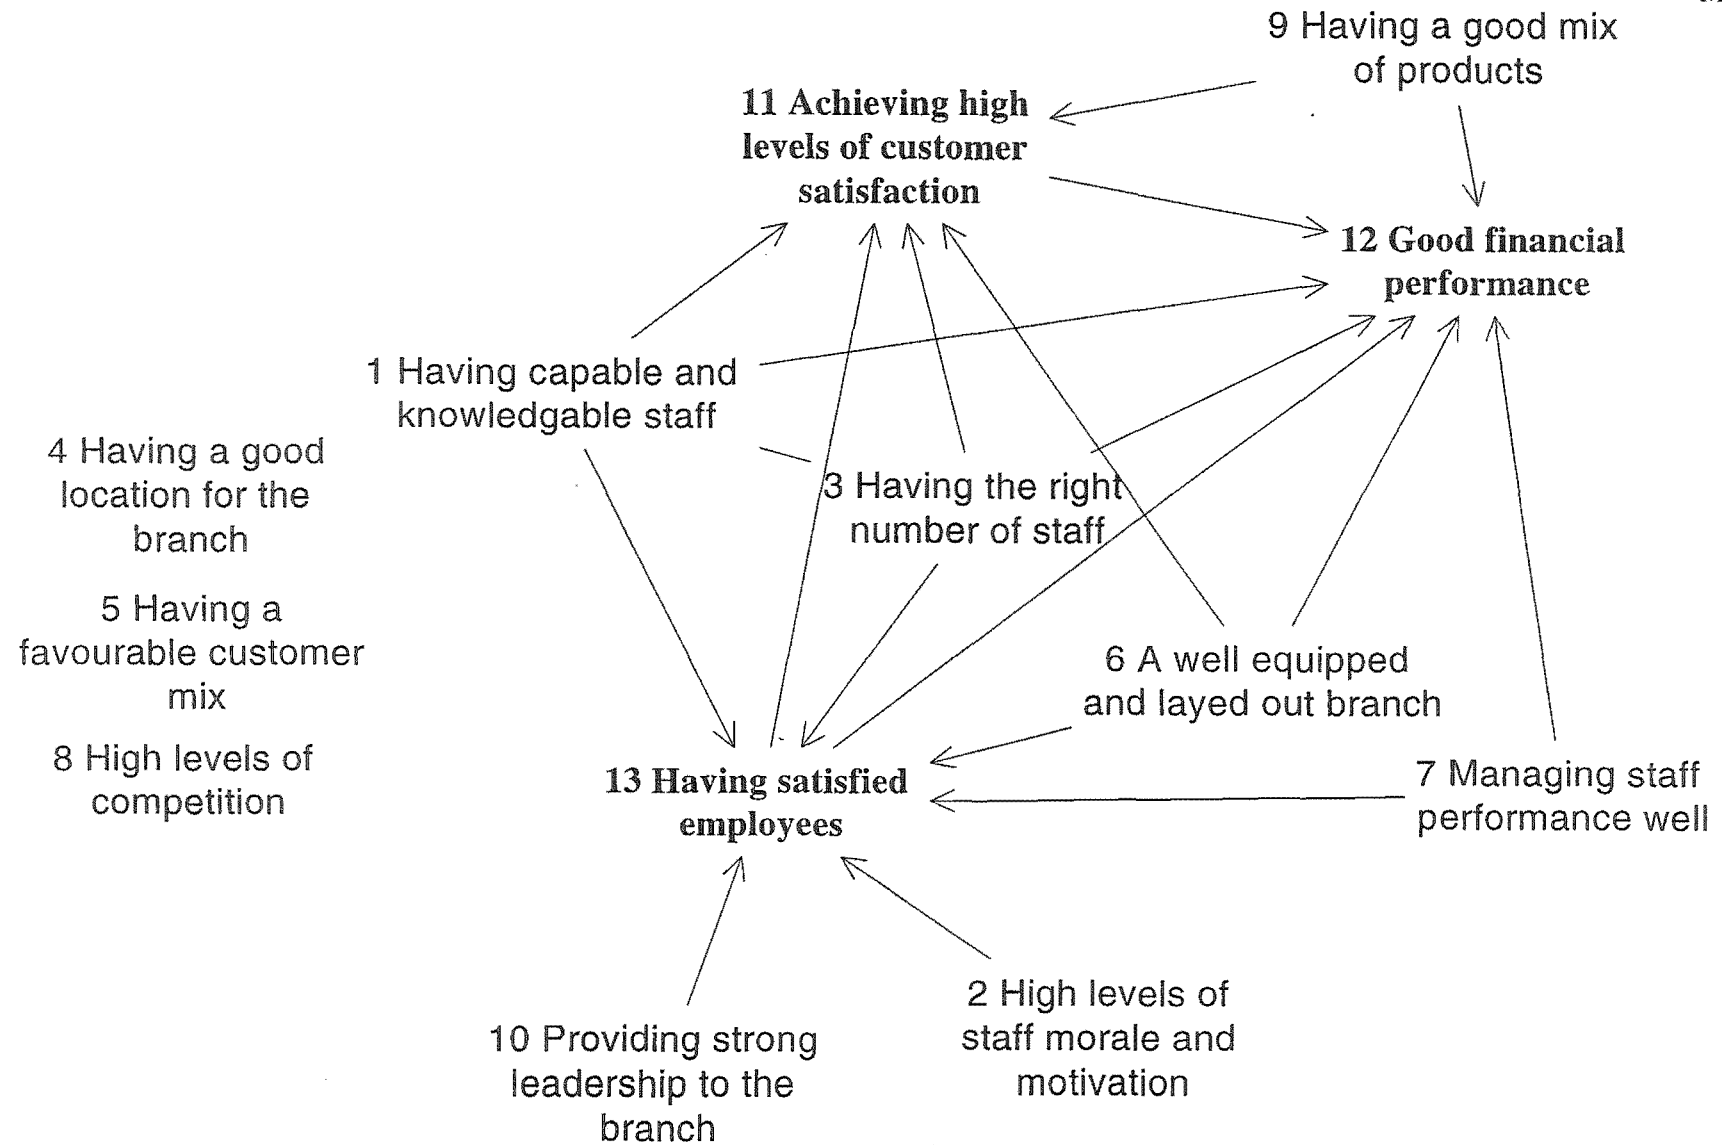 9 Having a good mix
of products
11 Achieving high
levels of customer
satisfaction
12 Good financial
performance
1 Having capable and
knowledgable staff
4 Having a good
location for the
branch
3 Having the right
number of staff
5 Having a
favourable customer
mix
6 A well equipped
and layed out branch
8 High levels of
competition
13 Having satisfied
employees
7 Managing staff
performance well
2 High levels of
staff morale and
motivation
10 Providing strong
leadership to the
branch